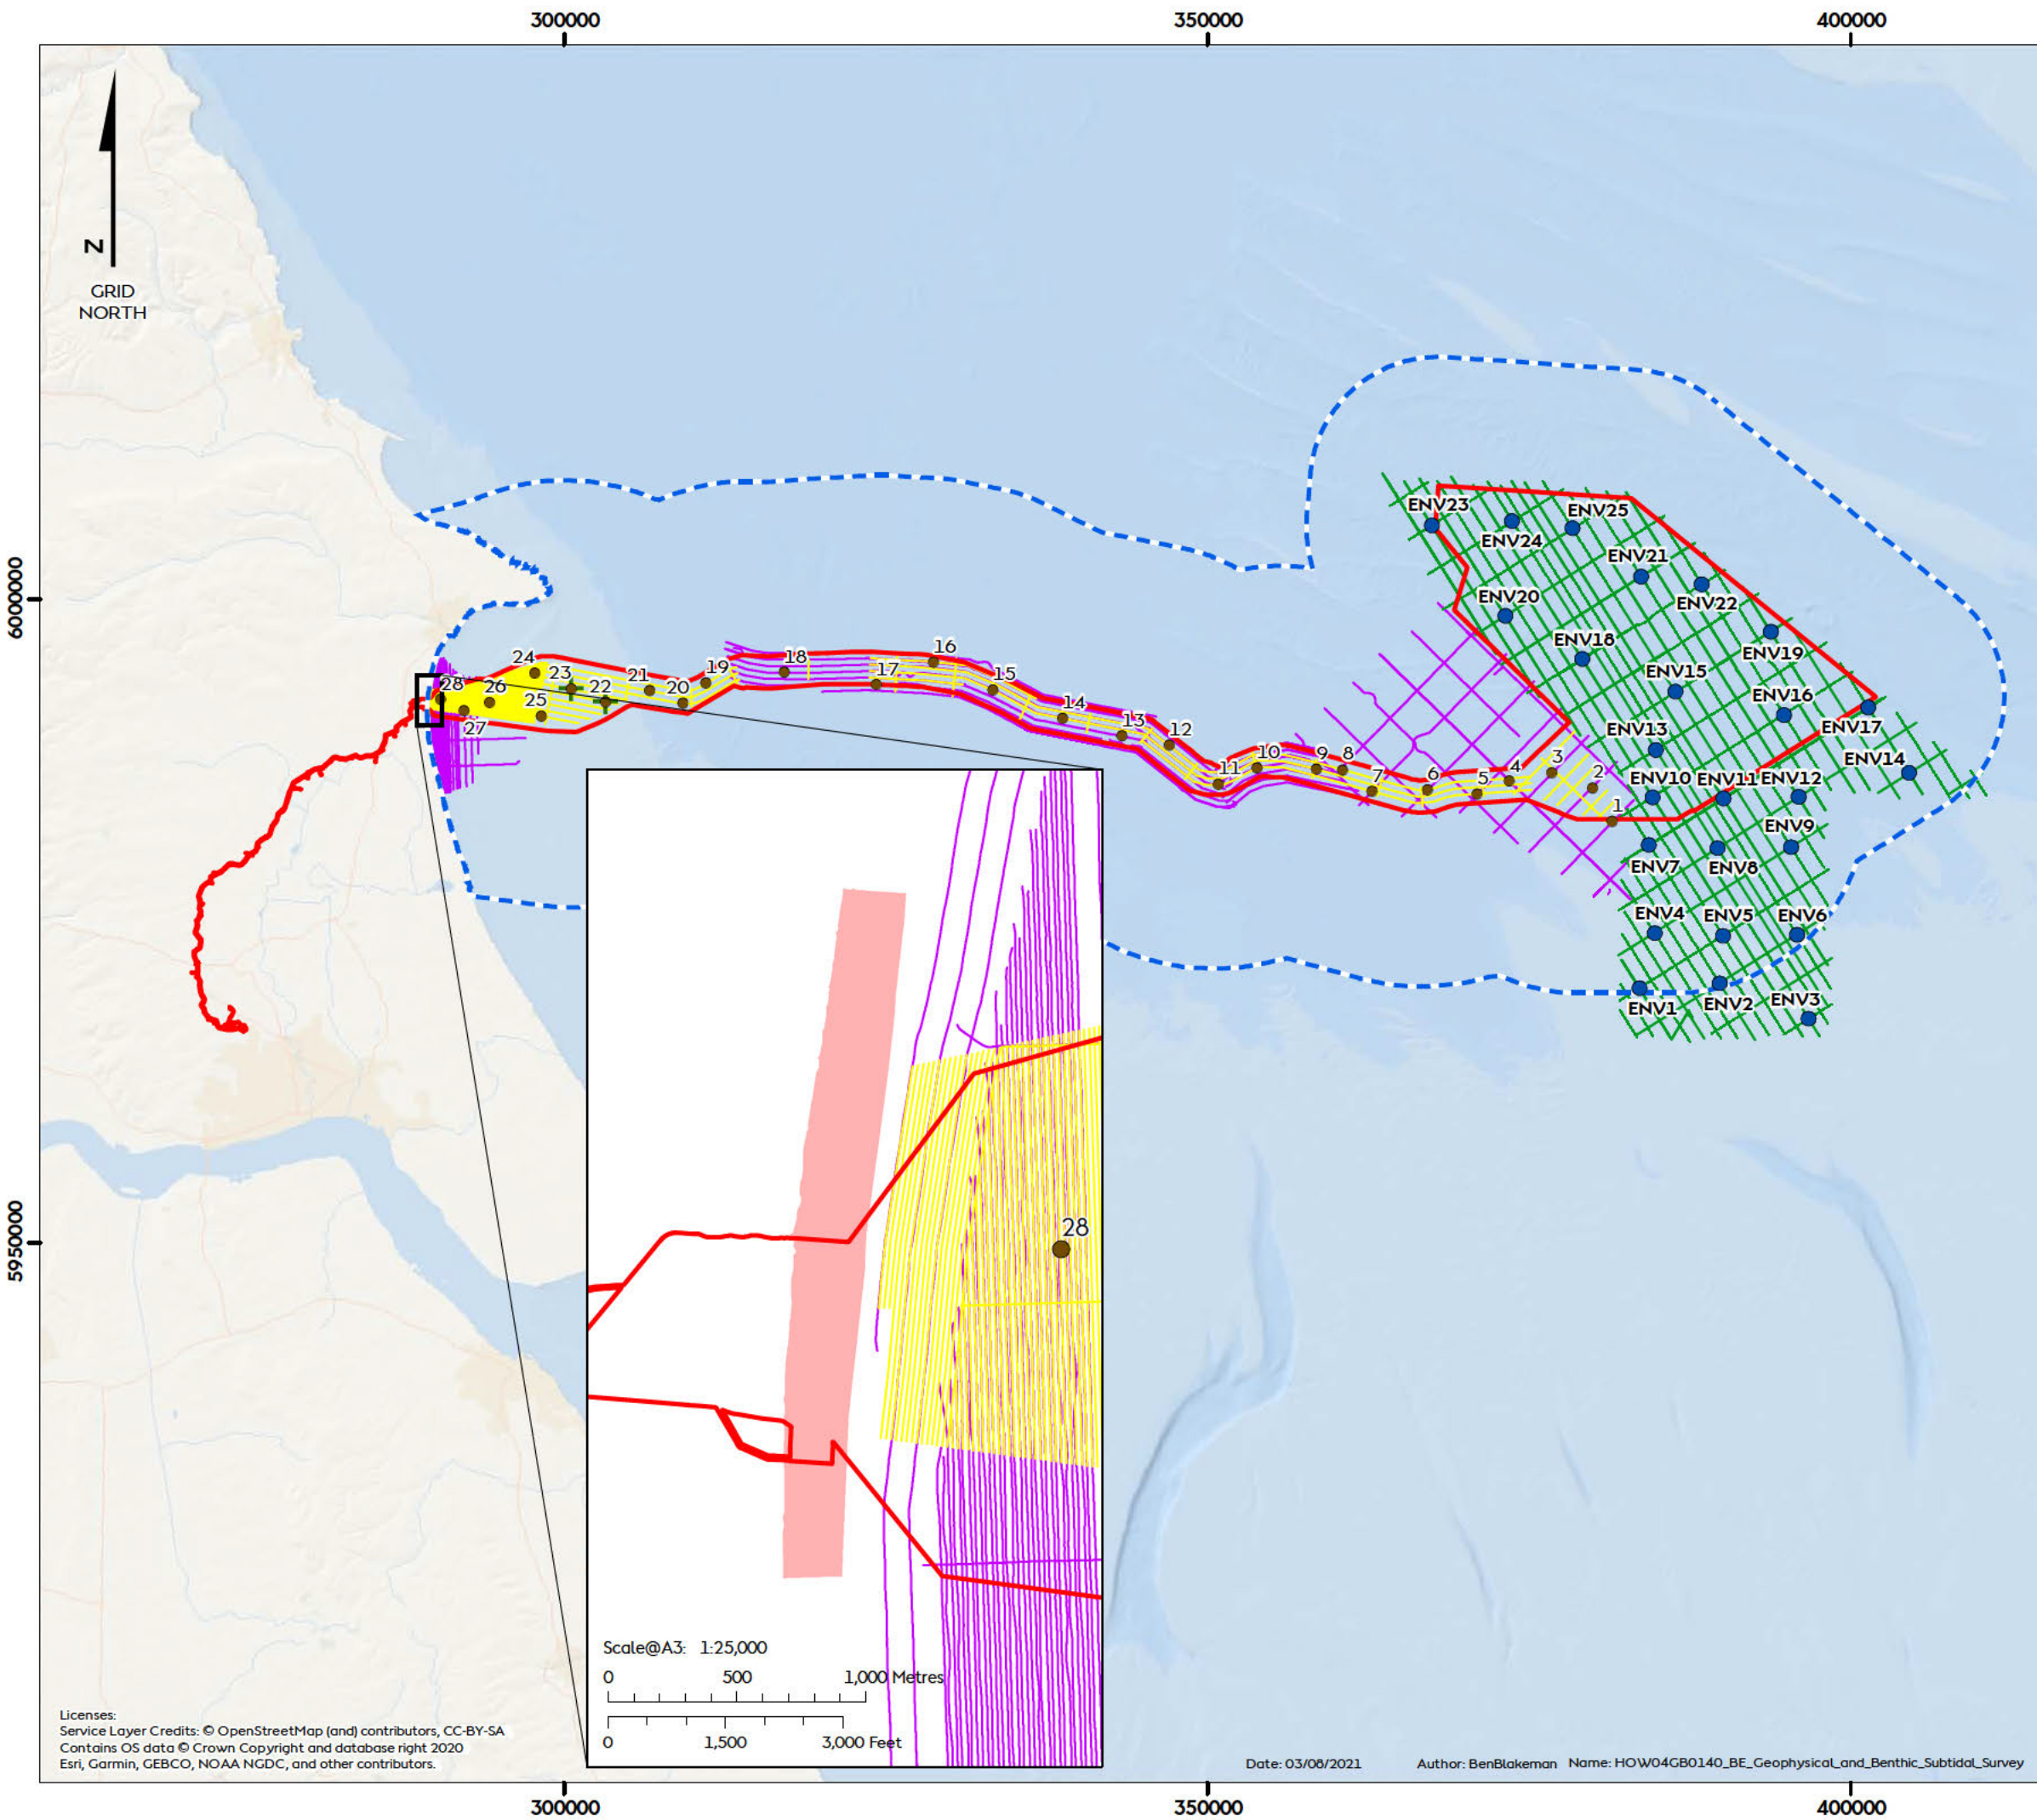 300000
350000
400000
N
GRID
NORTH
6000000
5950000
ENV23
ENV25
ENV24
ENV21
ENV20
ENV22
ENV18
ENV19
ENV15
ENV16
ENV17
ENV13
ENV14
ENV10
ENV11
ENV12
ENV9
ENV7
ENV8
ENV4
ENV5
ENV6
ENV1
ENV2
ENV3
16
24
23
18
19
17
15
28
26
22
21
20
25
27
14
13
12
11
10
9
8
7
6
5
4
3
2
1
28
Scale@A3: 1:25,000
0 500 1,000 Metres
0 1,500 3,000 Feet
Licenses:
Service Layer Credits: © OpenStreetMap (and) contributors, CC-BY-SA
Contains OS data © Crown Copyright and database right 2020
Esri, Garmin, GEBCO, NOAA NGDC, and other contributors.
Date: 03/08/2021 Author: BenBlakeman Name: HOW04GB0140_BE_Geophysical_and_Benthic_Subtidal_Survey
300000
350000
400000